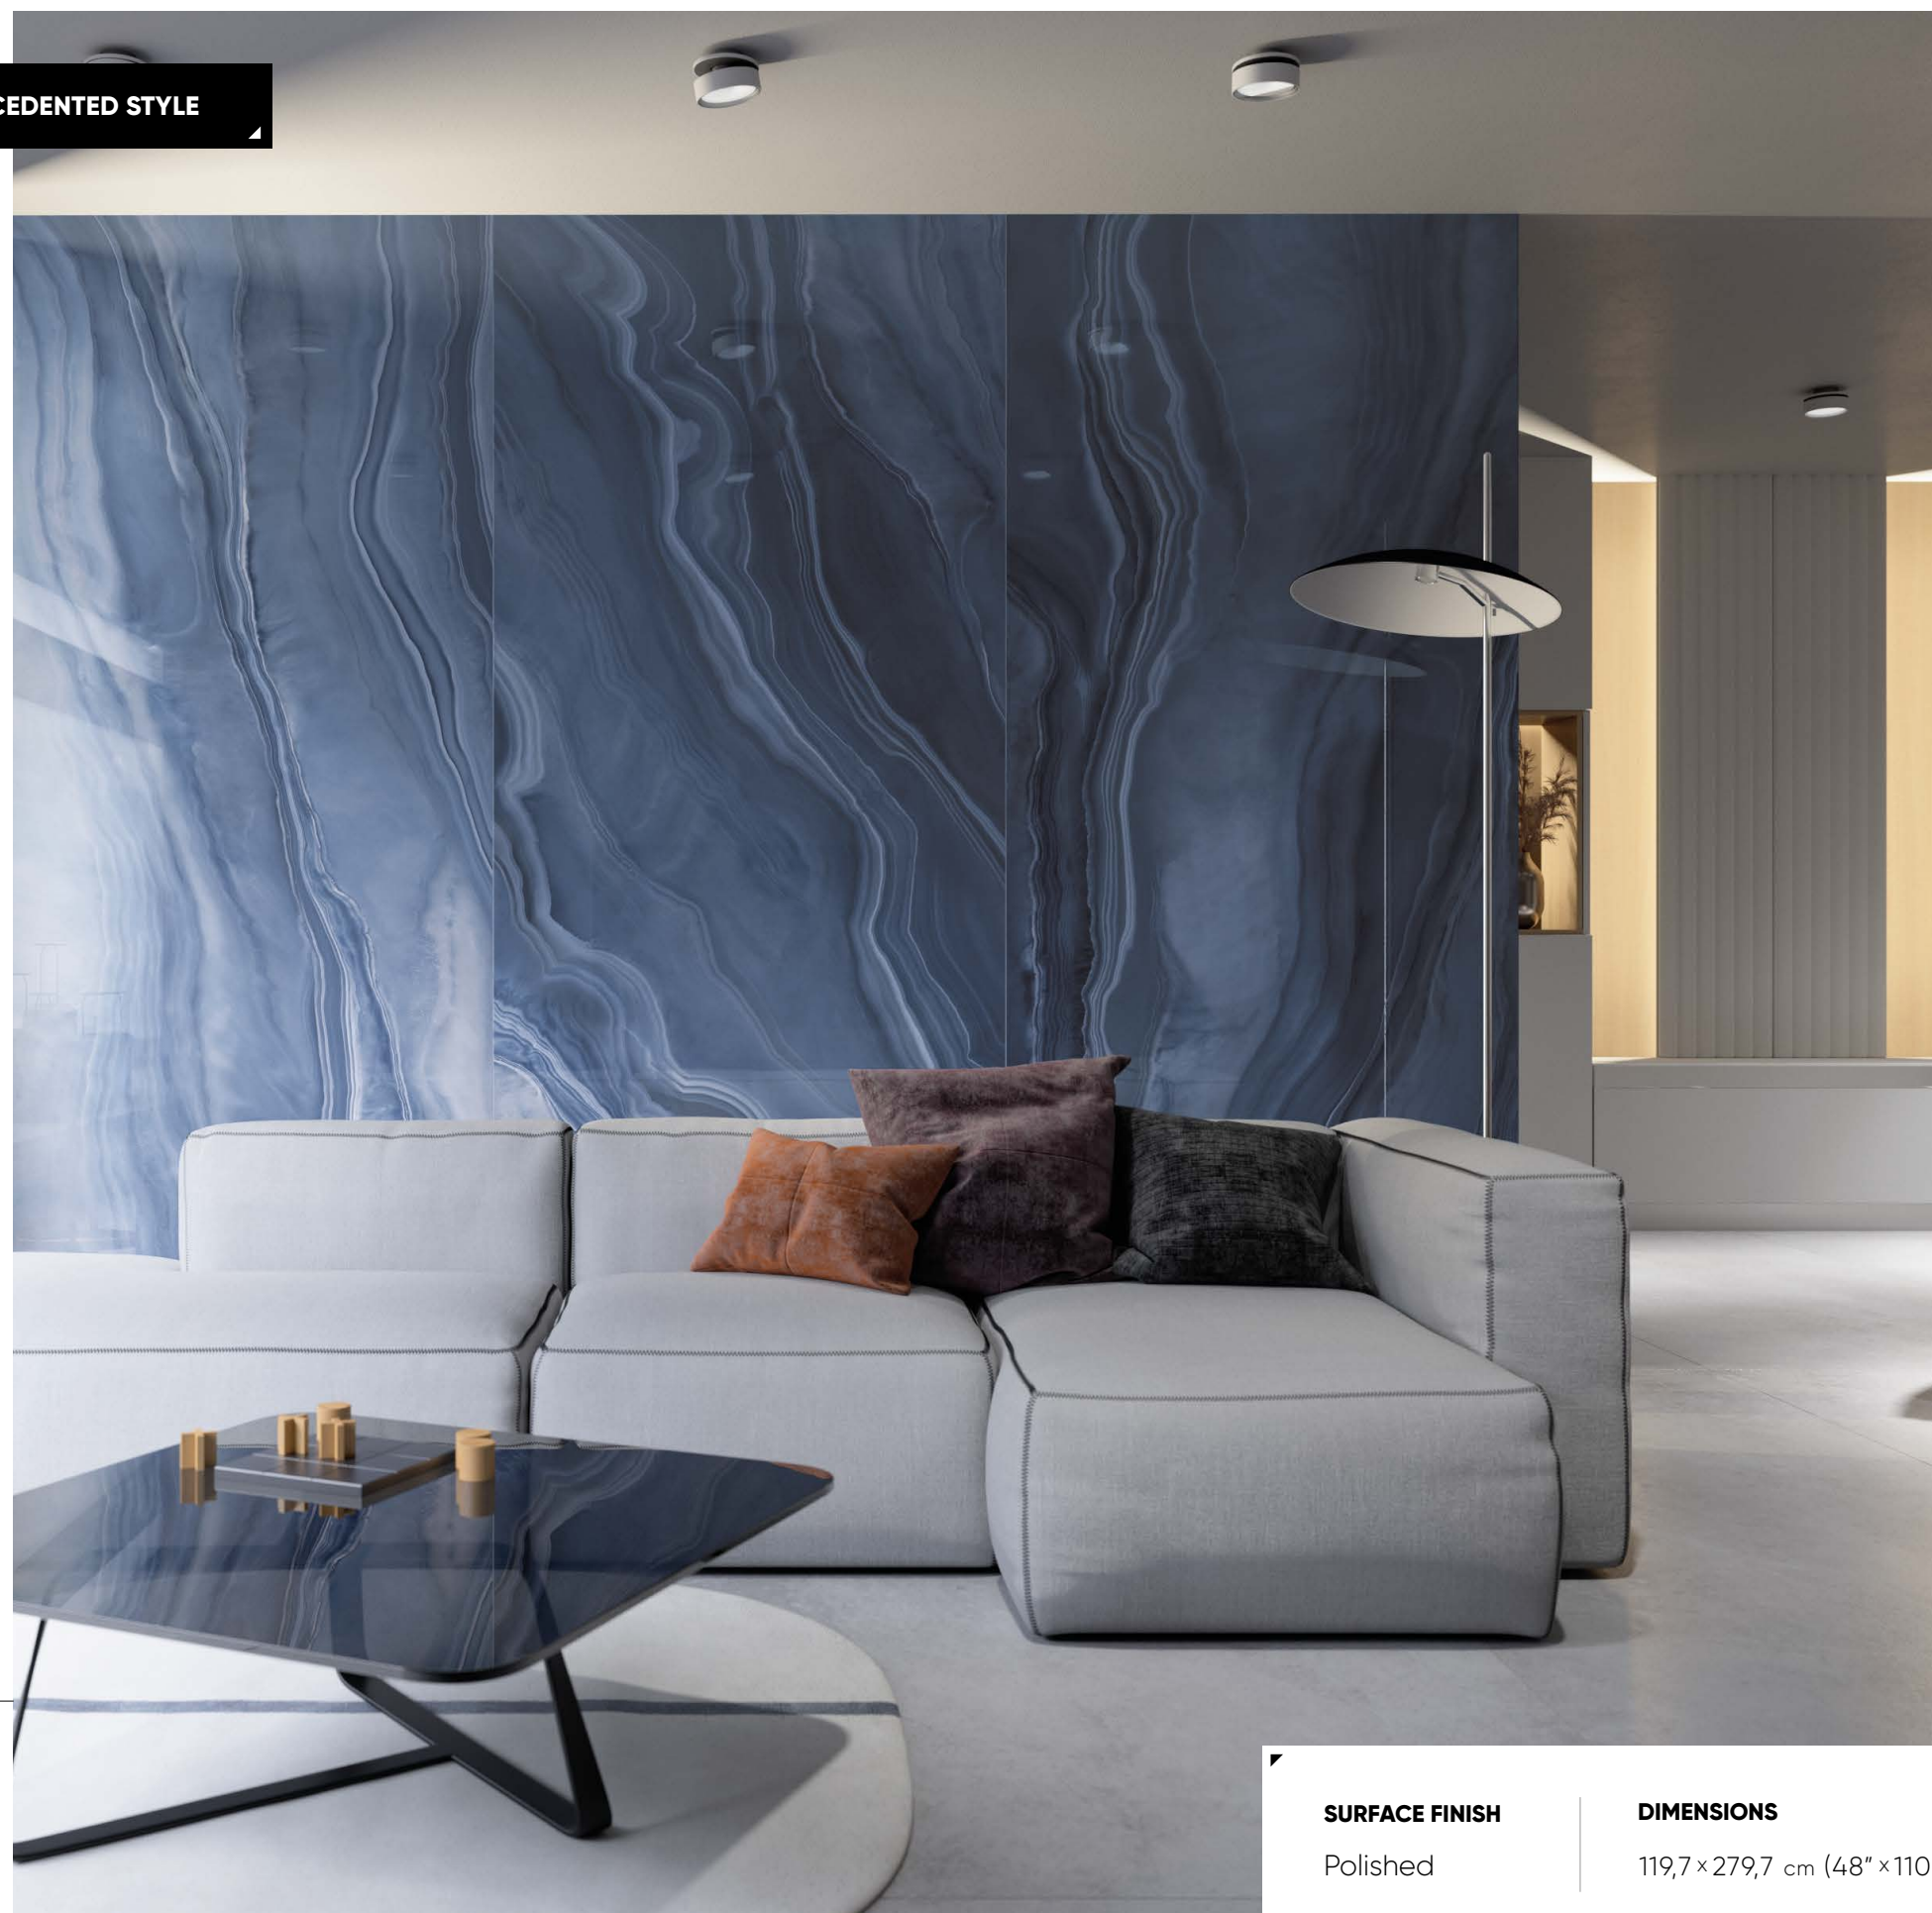 CEDENTED STYLE
SURFACE FINISH
Polished
DIMENSIONS
119,7 × 279,7 cm (48” × 110